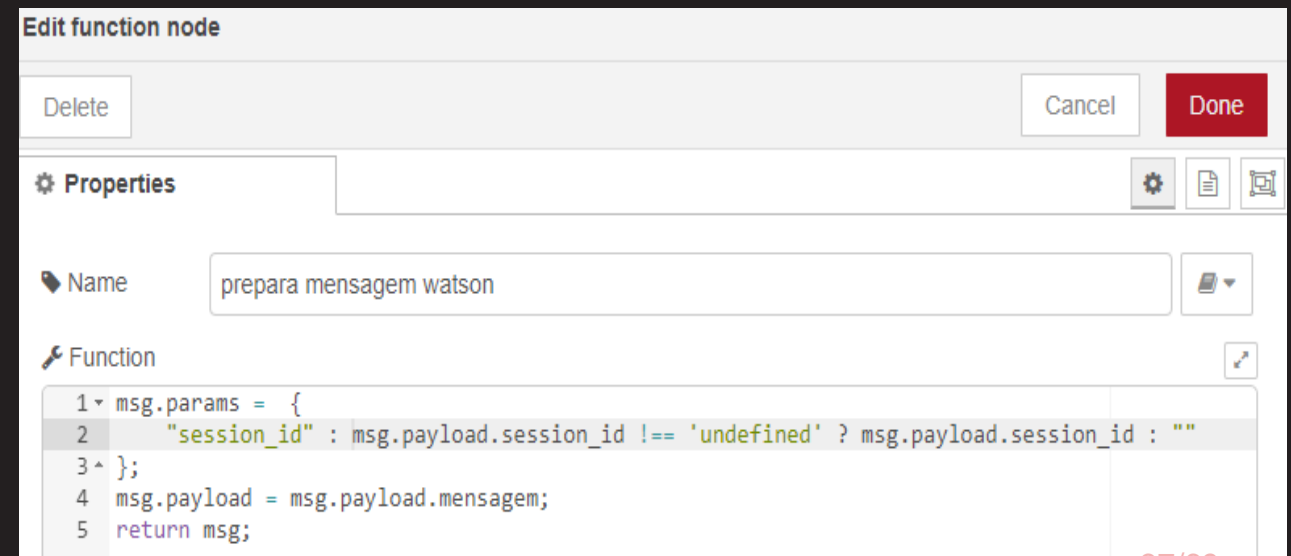 Edit function node
Delete
Cancel
Done
Properties
Name
prepara mensagem watson
Function
1 msg.params = {
2 "session_id" : msg.payload.session_id !== 'undefined' ? msg.payload.session_id : ""
3 };
4 msg.payload = msg.payload.mensagem;
5 return msg;